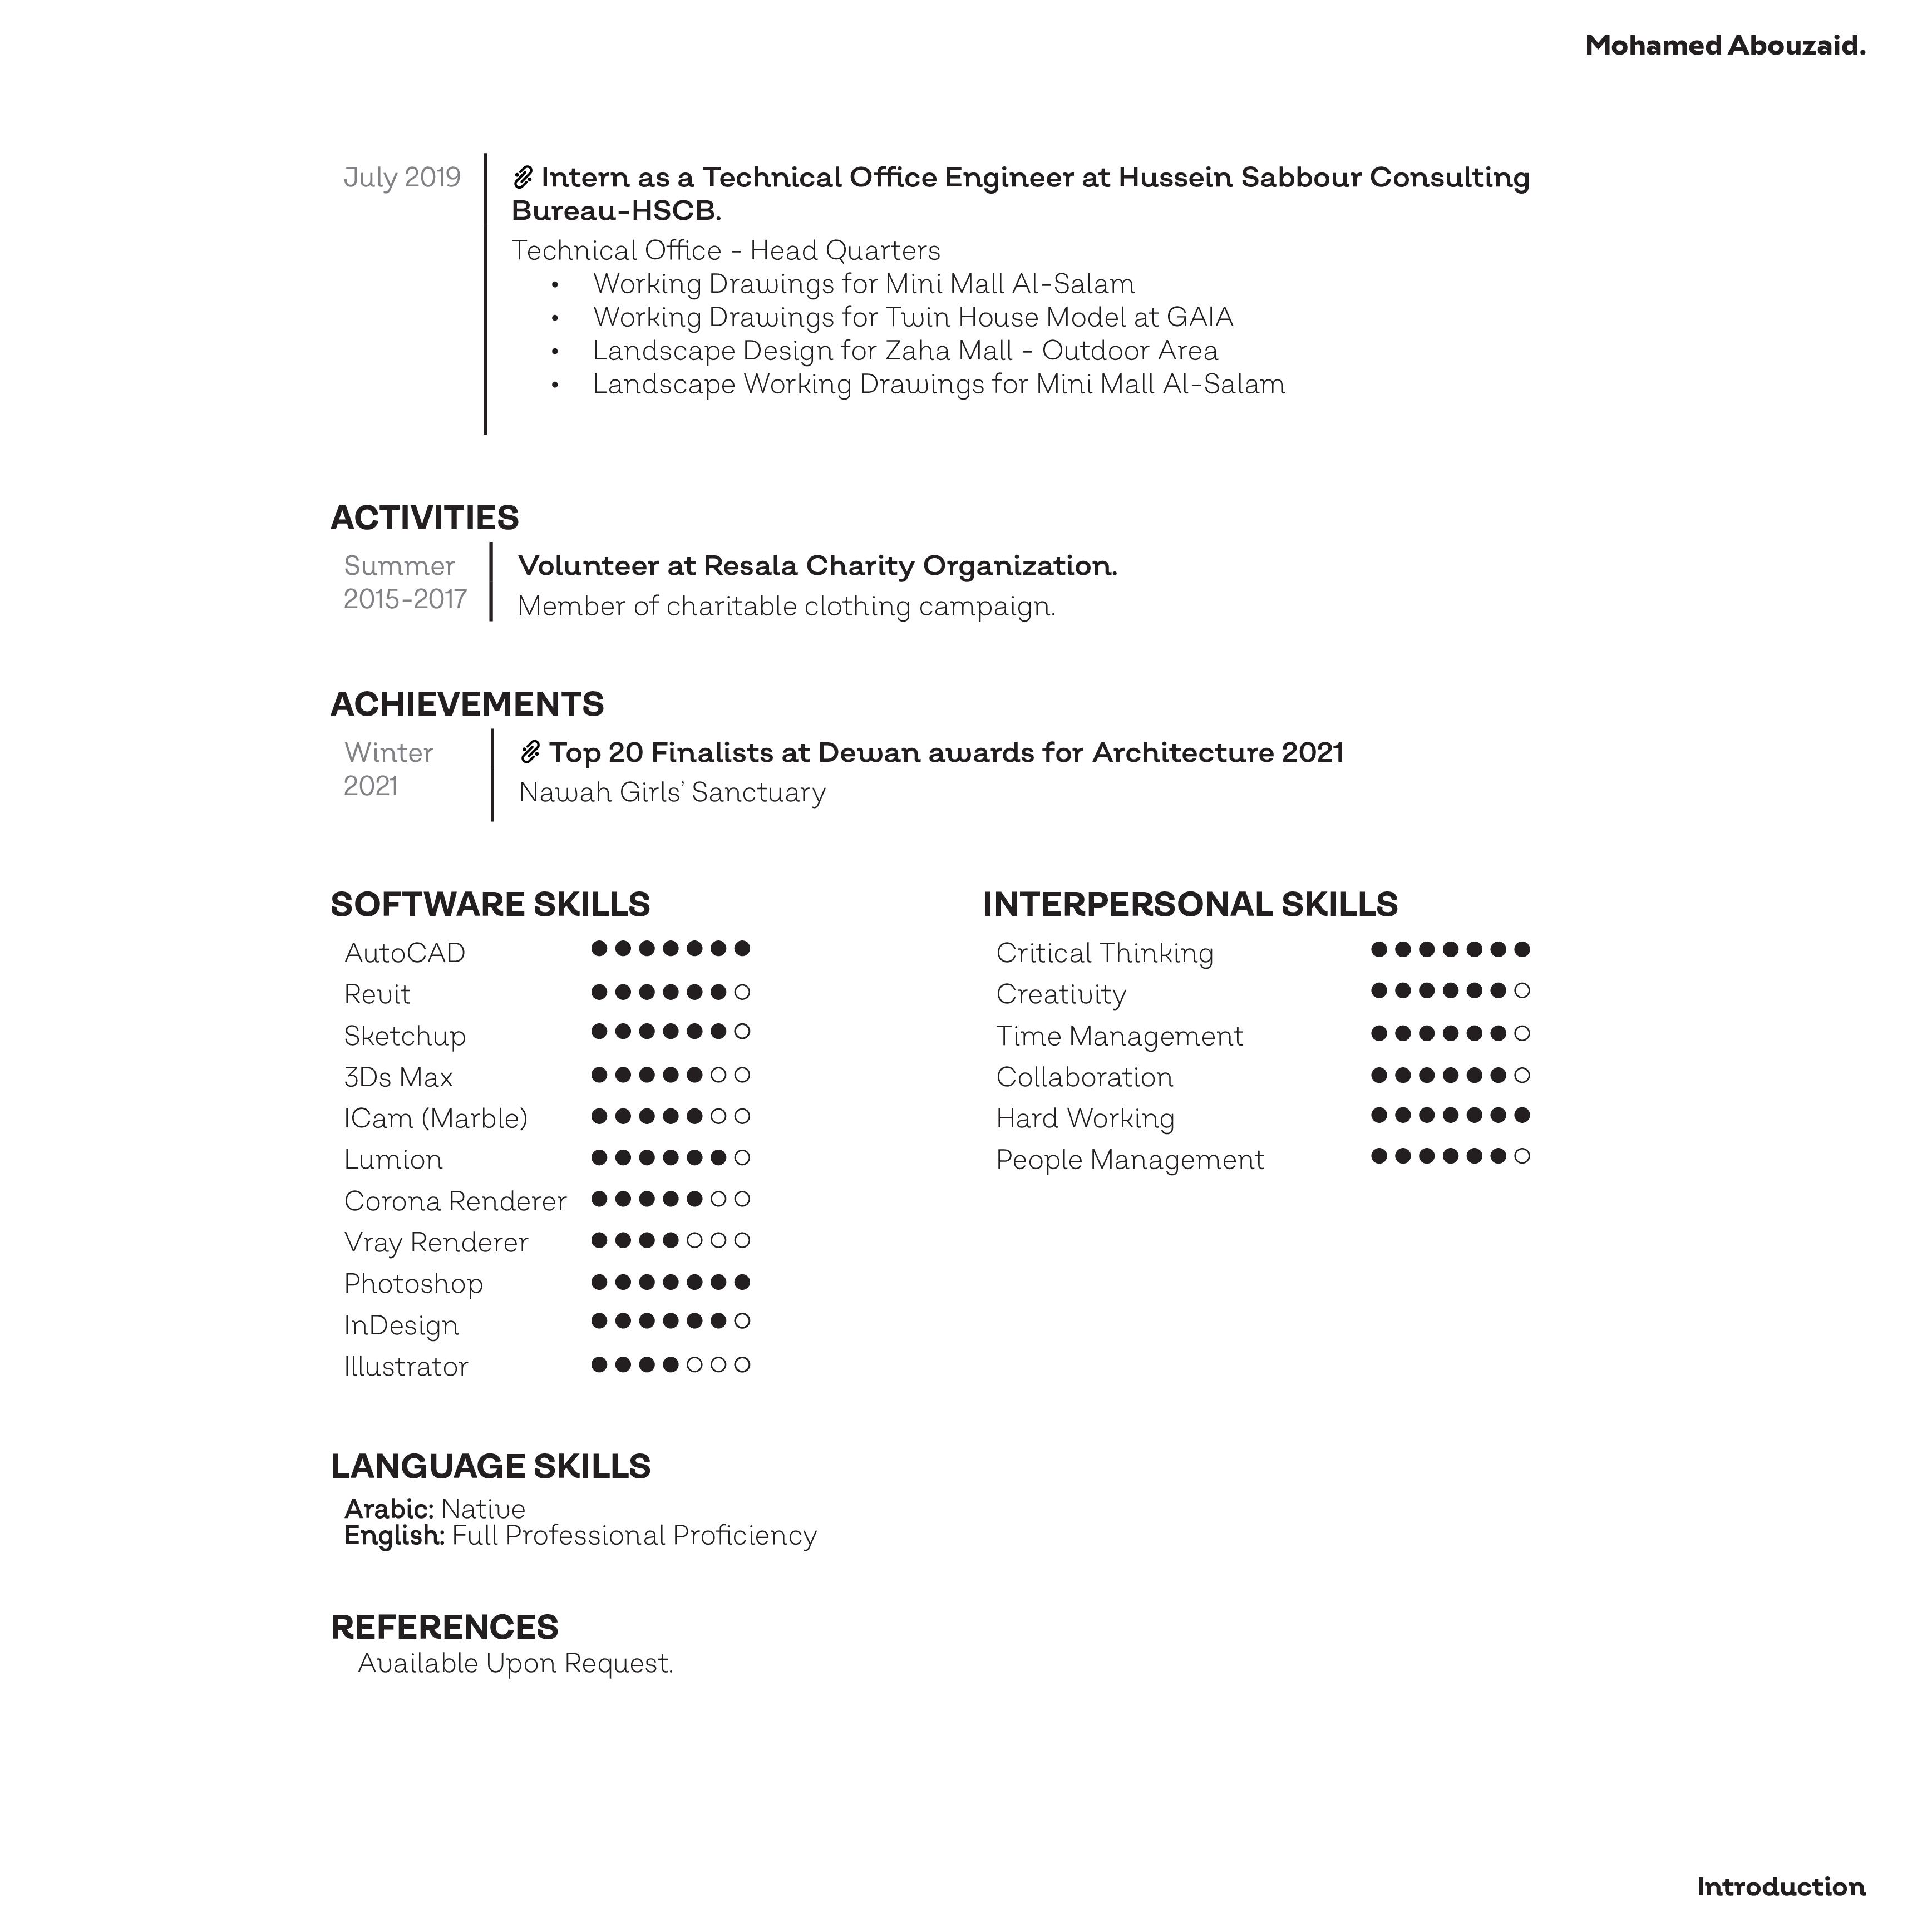 Mohamed Abouzaid.
July 2019
Intern as a Technical Office Engineer at Hussein Sabbour Consulting
Bureau-HSCB.
Technical Office - Head Quarters
• Working Drawings for Mini Mall Al-Salam
• Working Drawings for Twin House Model at GAIA
• Landscape Design for Zaha Mall - Outdoor Area
• Landscape Working Drawings for Mini Mall Al-Salam
ACTIVITIES
Summer
2015-2017
Volunteer at Resala Charity Organization.
Member of charitable clothing campaign.
ACHIEVEMENTS
Winter
2021
Top 20 Finalists at Dewan awards for Architecture 2021
Nawah Girls' Sanctuary
SOFTWARE SKILLS
AutoCAD
Revit
Sketchup
3Ds Max
ICam (Marble)
Lumion
Corona Renderer
Vray Renderer
Photoshop
InDesign
Illustrator
INTERPERSONAL SKILLS
Critical Thinking
Creativity
Time Management
Collaboration
Hard Working
People Management
LANGUAGE SKILLS
Arabic: Native
English: Full Professional Proficiency
REFERENCES
Available Upon Request.
Introduction